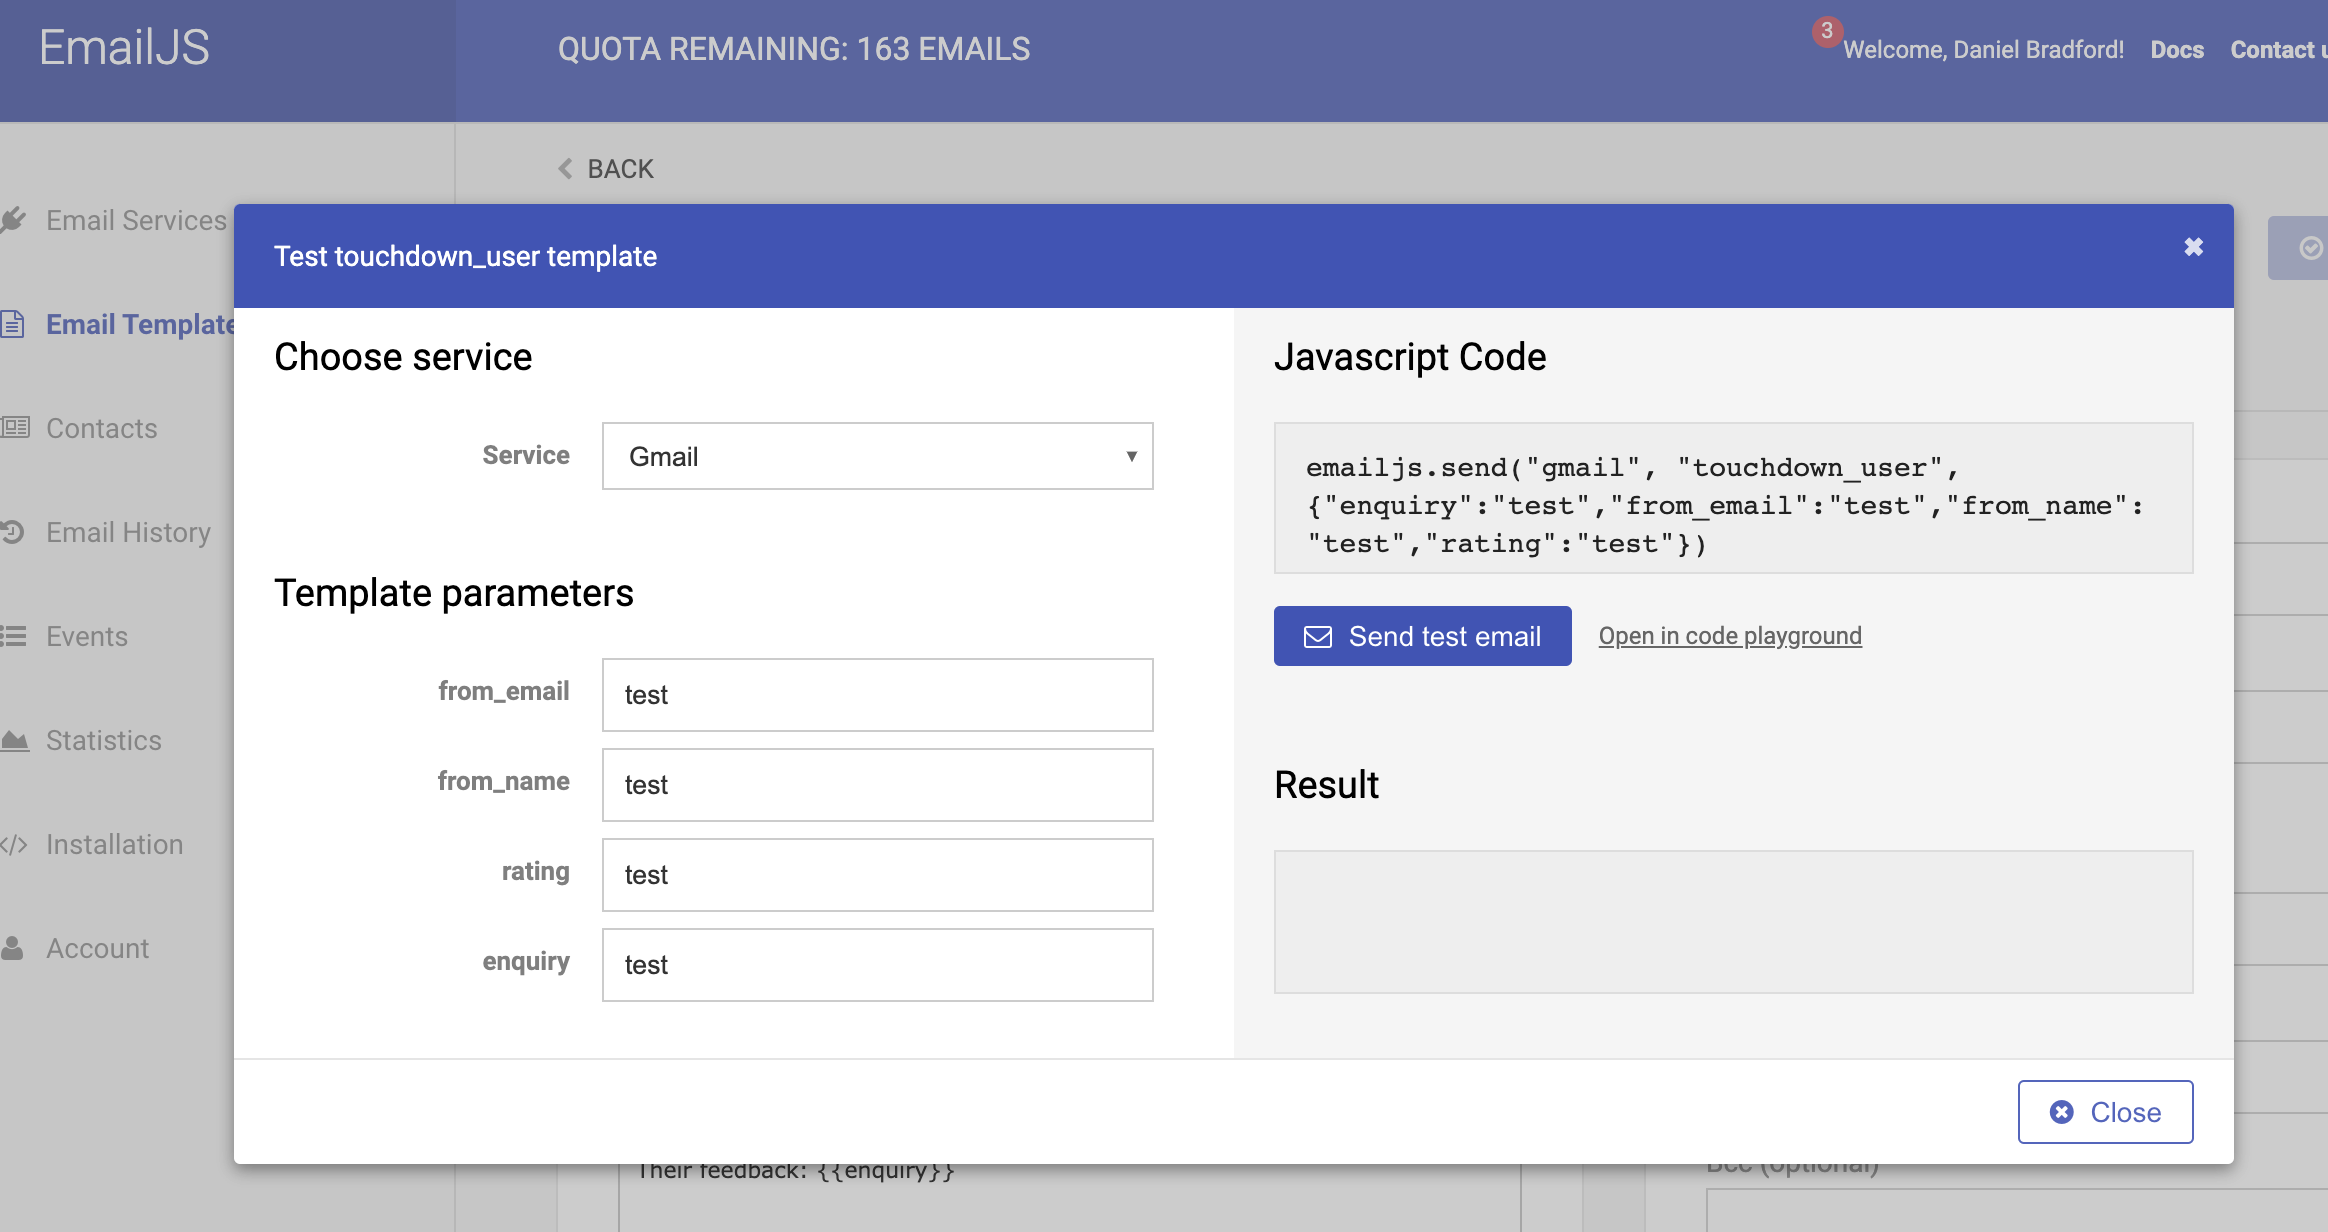 EmailJS
QUOTA REMAINING: 163 EMAILS
3
Welcome, Daniel Bradford!
Docs
Contact u
BACK
Email Services
Email Template
Contacts
Email History
Events
Statistics
Installation
Account
Test touchdown_user template
Choose service
Service
Gmail
Template parameters
from_email
test
from_name
test
rating
test
enquiry
test
Javascript Code
emailjs.send("gmail", "touchdown_user",
{"enquiry":"test","from_email":"test","from_name":
"test","rating":"test"})
Send test email
Open in code playground
Result
Close
Their feedback: {{enquiry}}
Bcc (optional)